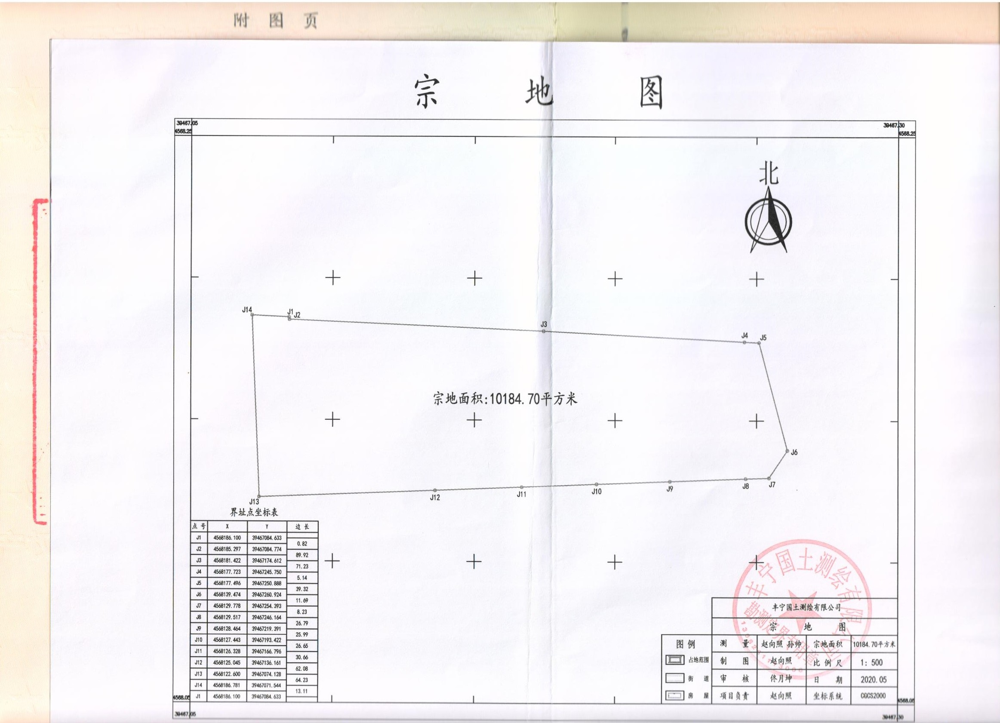 附 图 页
宗 地 图
39467.05
4568.25
39467.30
4568.25
北
J14
J1
J2
J3
J4
J5
宗地面积:10184.70平方米
J6
J7
J8
J9
J10
J11
J12
J13
界址点坐标表
点号 X Y 边长
J1 4568186.100 39467084.633
0.82
J2 4568185.297 39467084.774
89.92
J3 4568181.422 39467174.612
71.23
J4 4568177.723 39467245.750
5.14
J5 4568177.496 39467250.888
39.32
J6 4568139.474 39467260.924
11.69
J7 4568129.778 39467254.393
8.23
J8 4568129.517 39467246.164
26.79
J9 4568128.464 39467219.391
25.99
J10 4568127.443 39467193.422
26.65
J11 4568126.328 39467166.796
30.66
J12 4568125.045 39467136.161
62.08
J13 4568122.600 39467074.128
64.23
J14 4568186.781 39467071.544
13.11
J1 4568186.100 39467084.633
丰宁国土测绘有限公司
勘测定界专用章
丰宁国土测绘有限公司
宗 地 图
图例
占地范围
街 道
房 屋
测 量 赵向照 孙帅 宗地面积 10184.70平方米
制 图 赵向照 比例尺 1: 500
审 核 佟月坤 日 期 2020.05
项目负责 赵向照 坐标系统 CGCS2000
4568.05
39467.05
4568.05
39467.30